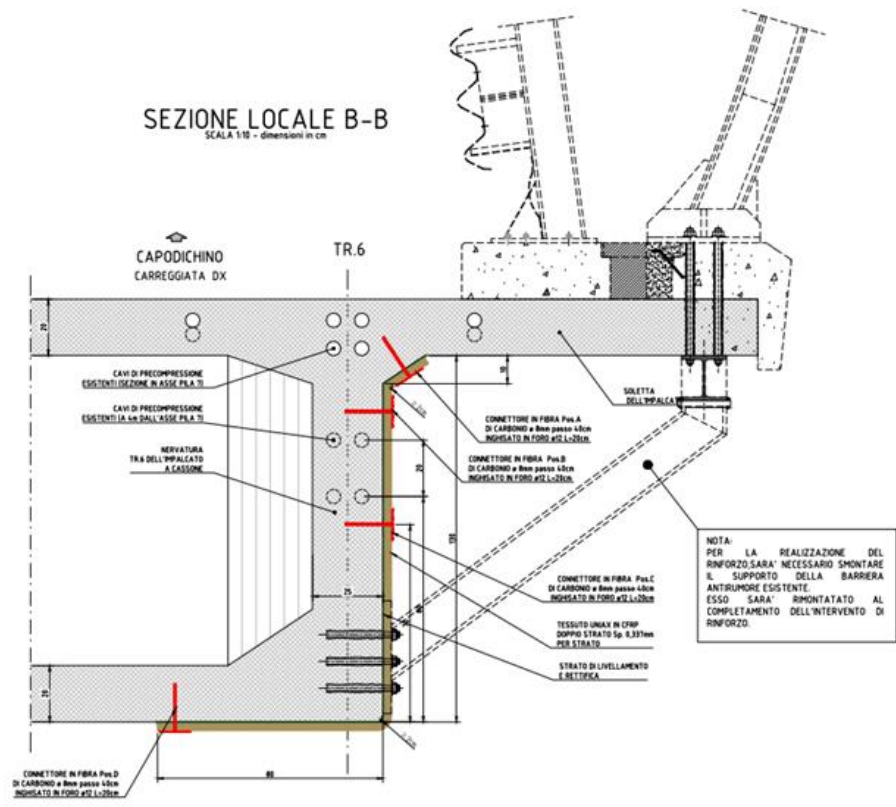 SEZIONE LOCALE B-B
SCALA 1:10 - dimensioni in cm
CAPODICHINO
CARREGGIATA DX
TR.6
20
CAVI DI PRECOMPRESSIONE
ESISTENTI (SEZIONE IN ASSE PILA 7)
CAVI DI PRECOMPRESSIONE
ESISTENTI (A 4m DALL'ASSE PILA 7)
NERVATURA
TR.6 DELL'IMPALCATO
A CASSONE
10
SOLETTA
DELL'IMPALCAT
CONNETTORE IN FIBRA Pos.A
DI CARBONIO ø 8mm passo 40cm
INGHISATO IN FORO ø12 L=20cm
CONNETTORE IN FIBRA Pos.B
DI CARBONIO ø 8mm passo 40cm
INGHISATO IN FORO ø12 L=20cm
20
130
25
CONNETTORE IN FIBRA Pos.C
DI CARBONIO ø 8mm passo 40cm
INGHISATO IN FORO ø12 L=20cm
TESSUTO UNIAX IN CFRP
DOPPIO STRATO Sp. 0,337mm
PER STRATO
STRATO DI LIVELLAMENTO
E RETTIFICA
NOTA:
PER LA REALIZZAZIONE DEL
RINFORZO,SARA' NECESSARIO SMONTARE
IL SUPPORTO DELLA BARRIERA
ANTIRUMORE ESISTENTE.
ESSO SARA' RIMONTATATO AL
COMPLETAMENTO DELL'INTERVENTO DI
RINFORZO.
20
80
CONNETTORE IN FIBRA Pos.D
DI CARBONIO ø 8mm passo 40cm
INGHISATO IN FORO ø12 L=20cm